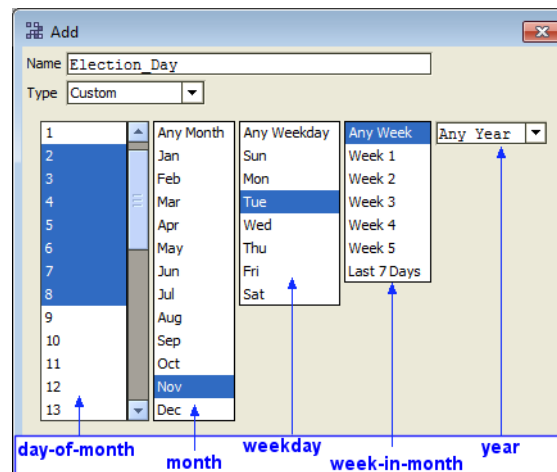 Add
Name Election_Day
Type Custom
1 Any Month Any Weekday Any Week Any Year
2 Jan Sun Week 1
3 Feb Mon Week 2
4 Mar Tue Week 3
5 Apr Wed Week 4
6 May Thu Week 5
7 Jun Fri Last 7 Days
8 Jul Sat
9 Aug
10 Sep
11 Oct
12 Nov
13 Dec
day-of-month month weekday week-in-month year